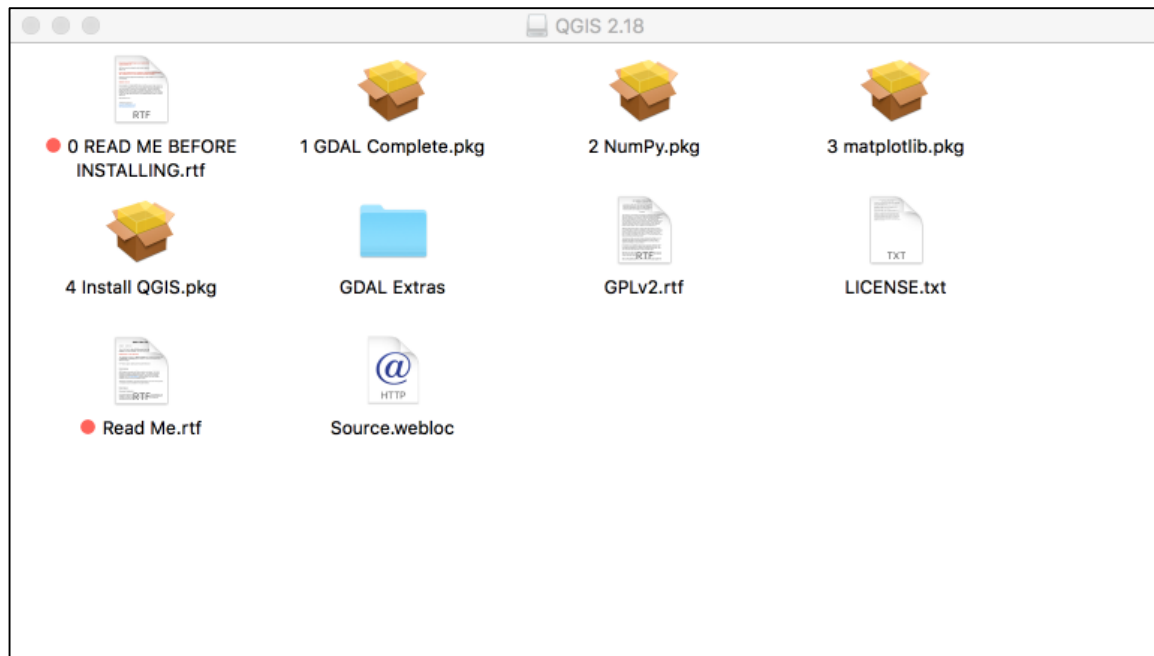 QGIS 2.18
RTF
0 READ ME BEFORE
INSTALLING.rtf
1 GDAL Complete.pkg
2 NumPy.pkg
3 matplotlib.pkg
4 Install QGIS.pkg
GDAL Extras
RTF
GPLv2.rtf
TXT
LICENSE.txt
RTF
Read Me.rtf
@
HTTP
Source.webloc